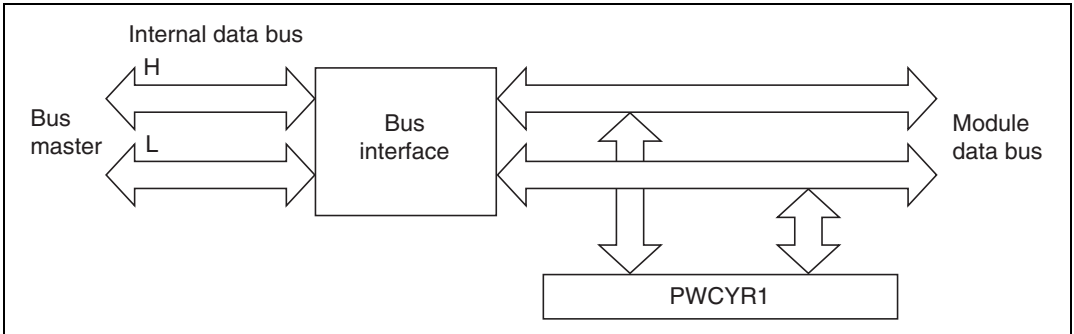 Internal data bus
H
Bus
master
L
Bus
interface
Module
data bus
PWCYR1